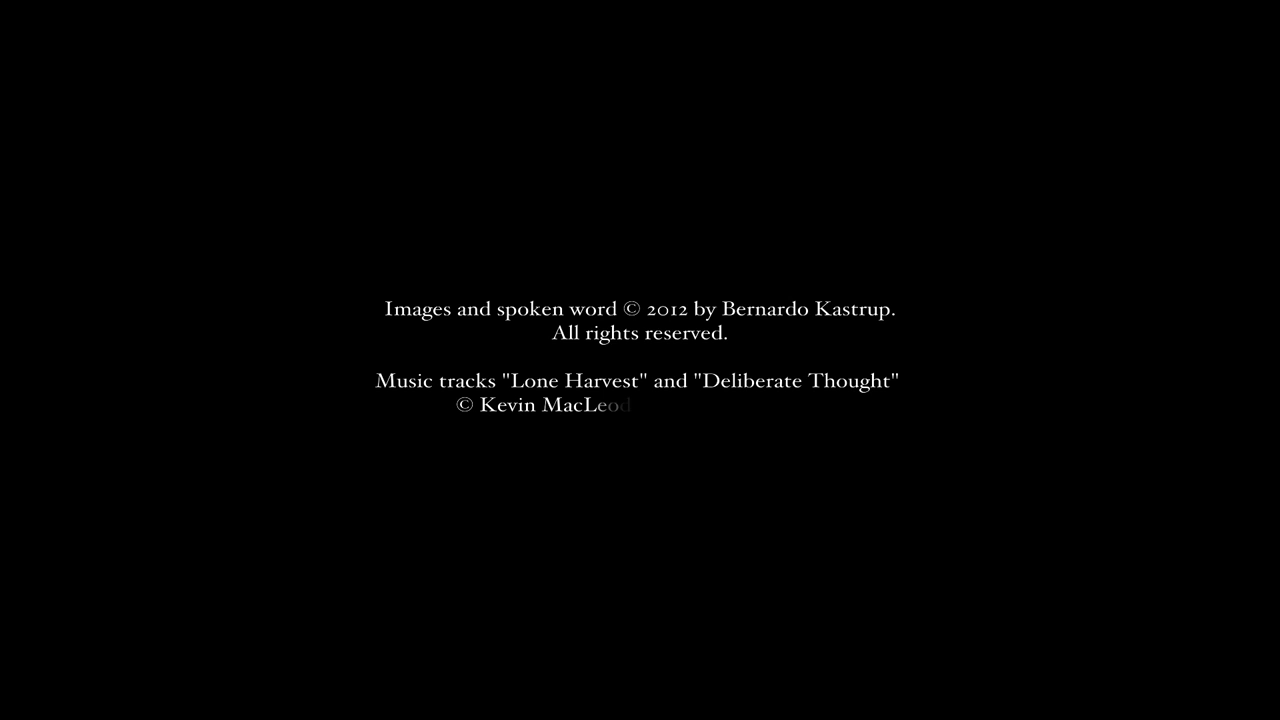 Images and spoken word © 2012 by Bernardo Kastrup.
All rights reserved.
Music tracks "Lone Harvest" and "Deliberate Thought"
© Kevin MacLeod